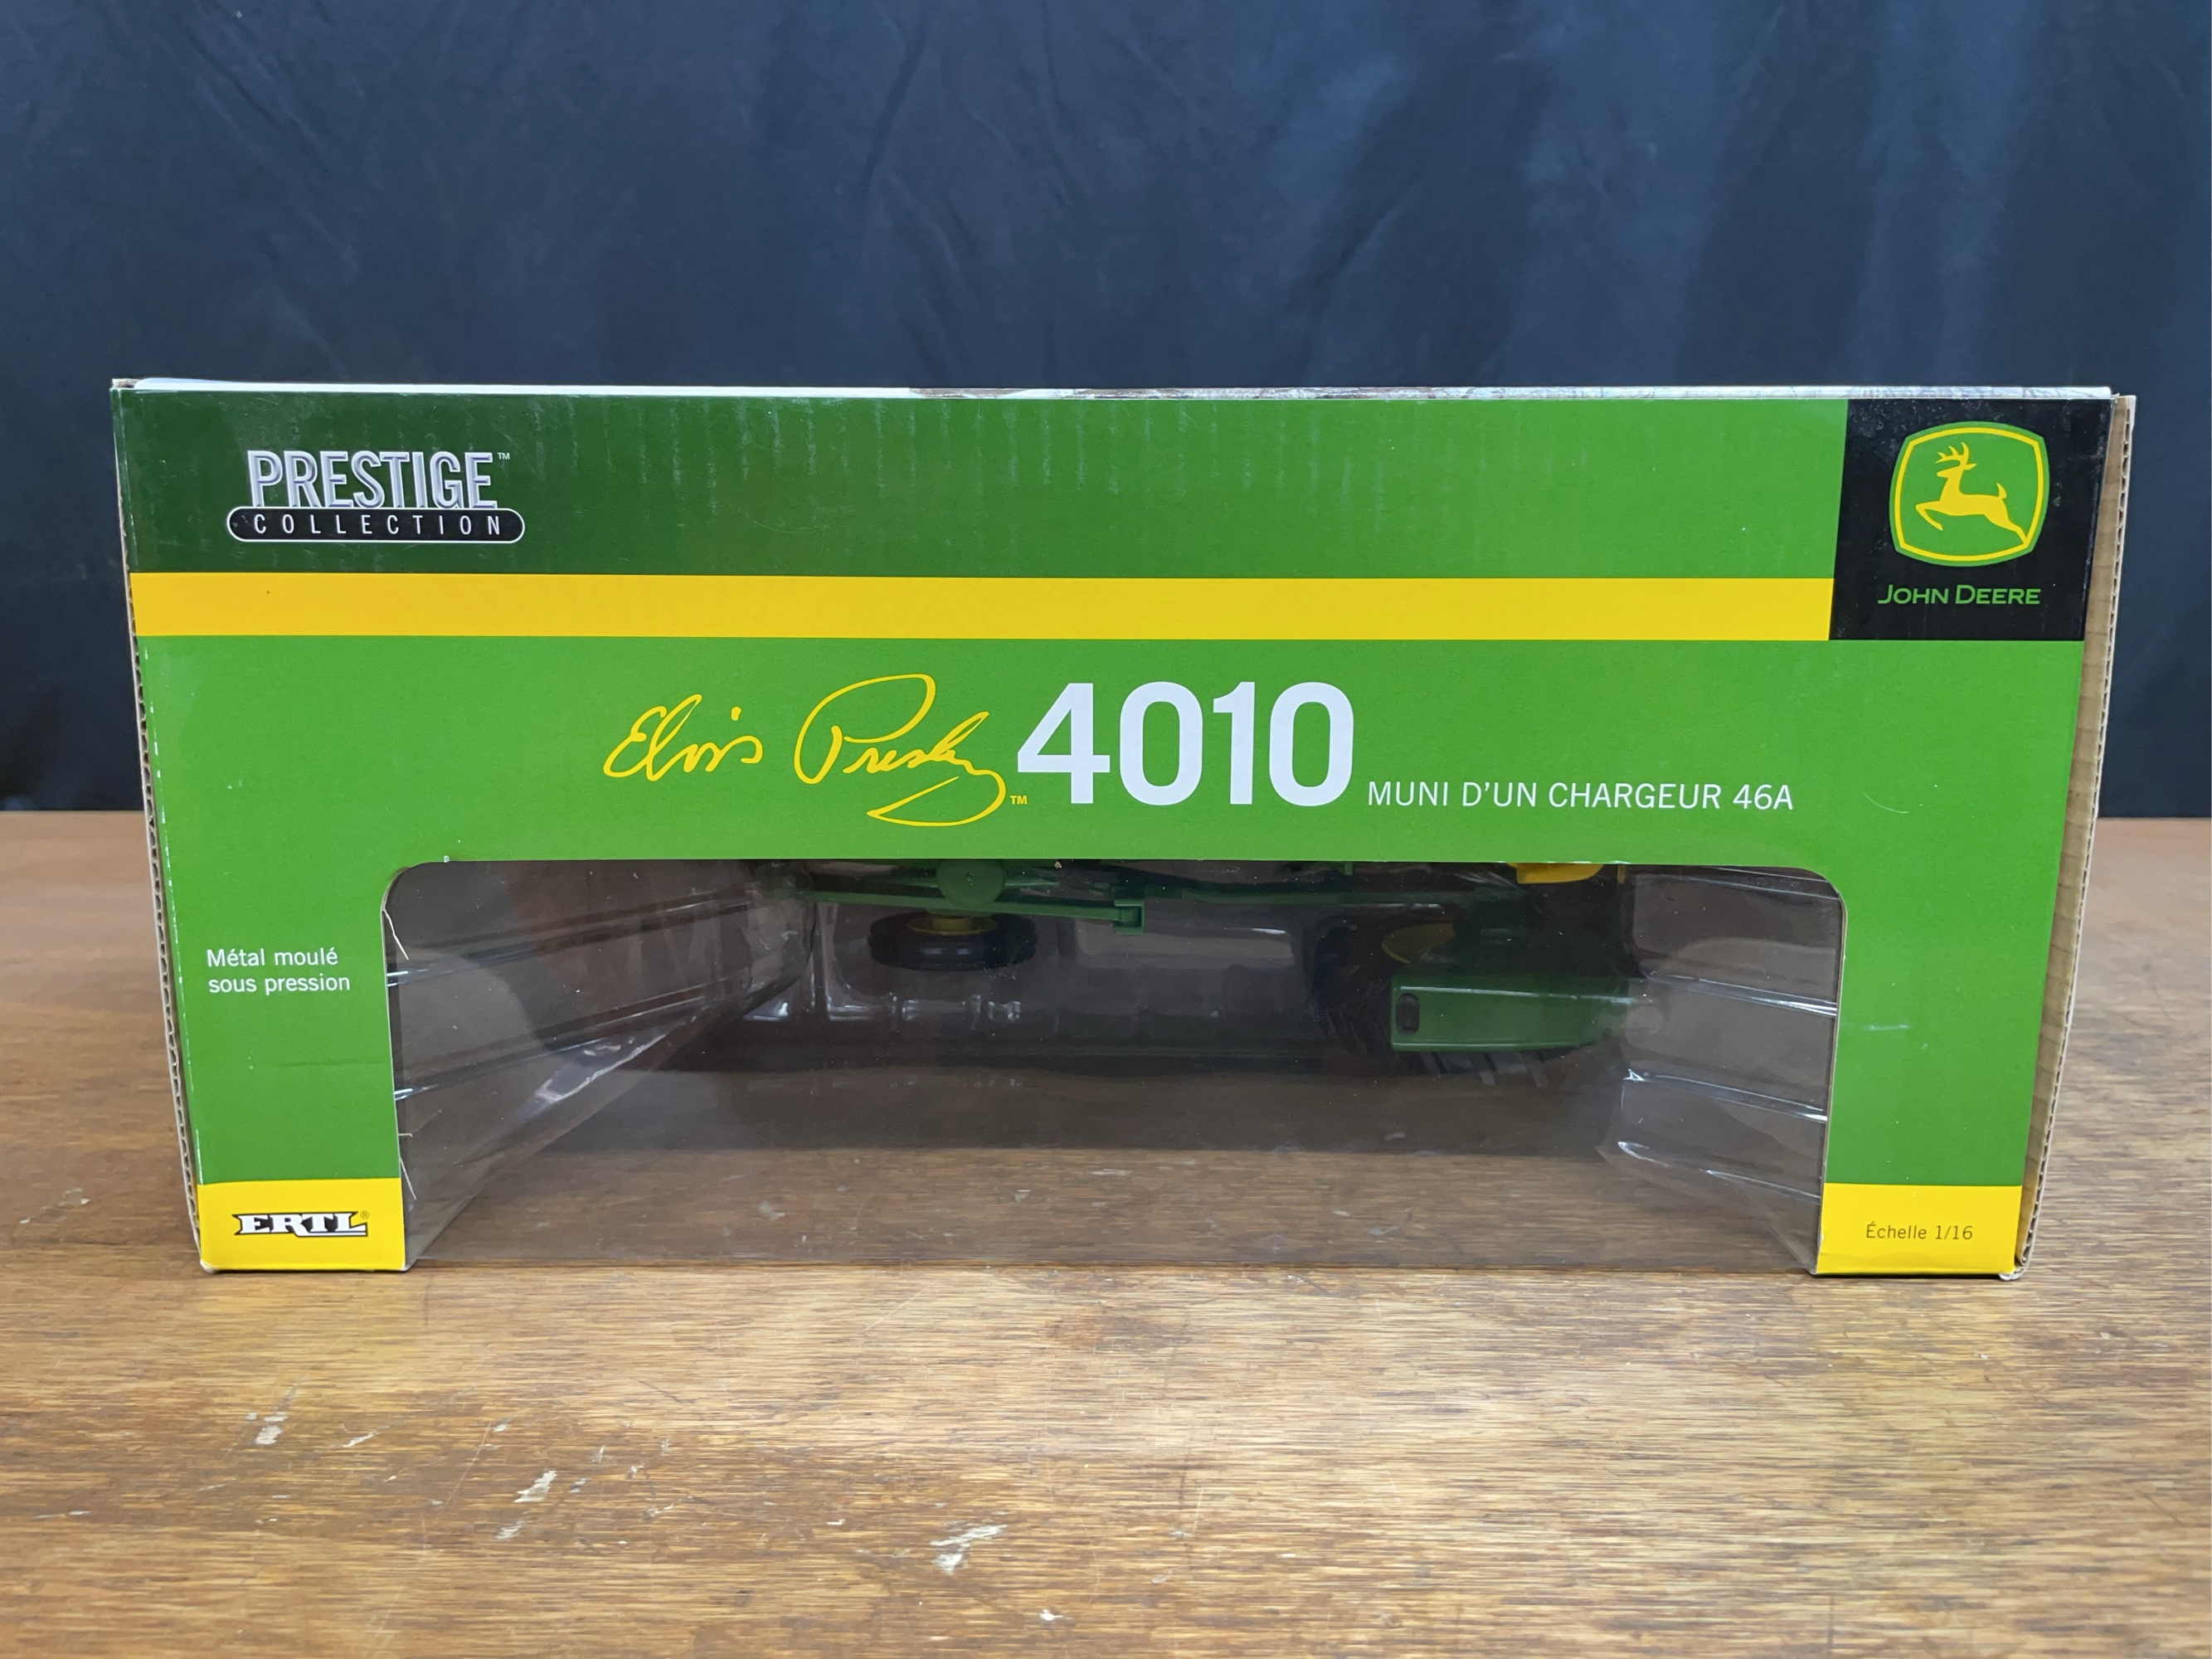 PRESTIGE™
COLLECTION
JOHN DEERE
Elvis Presley™ 4010 MUNI D'UN CHARGEUR 46A
Métal moulé
sous pression
ERTL®
Échelle 1/16